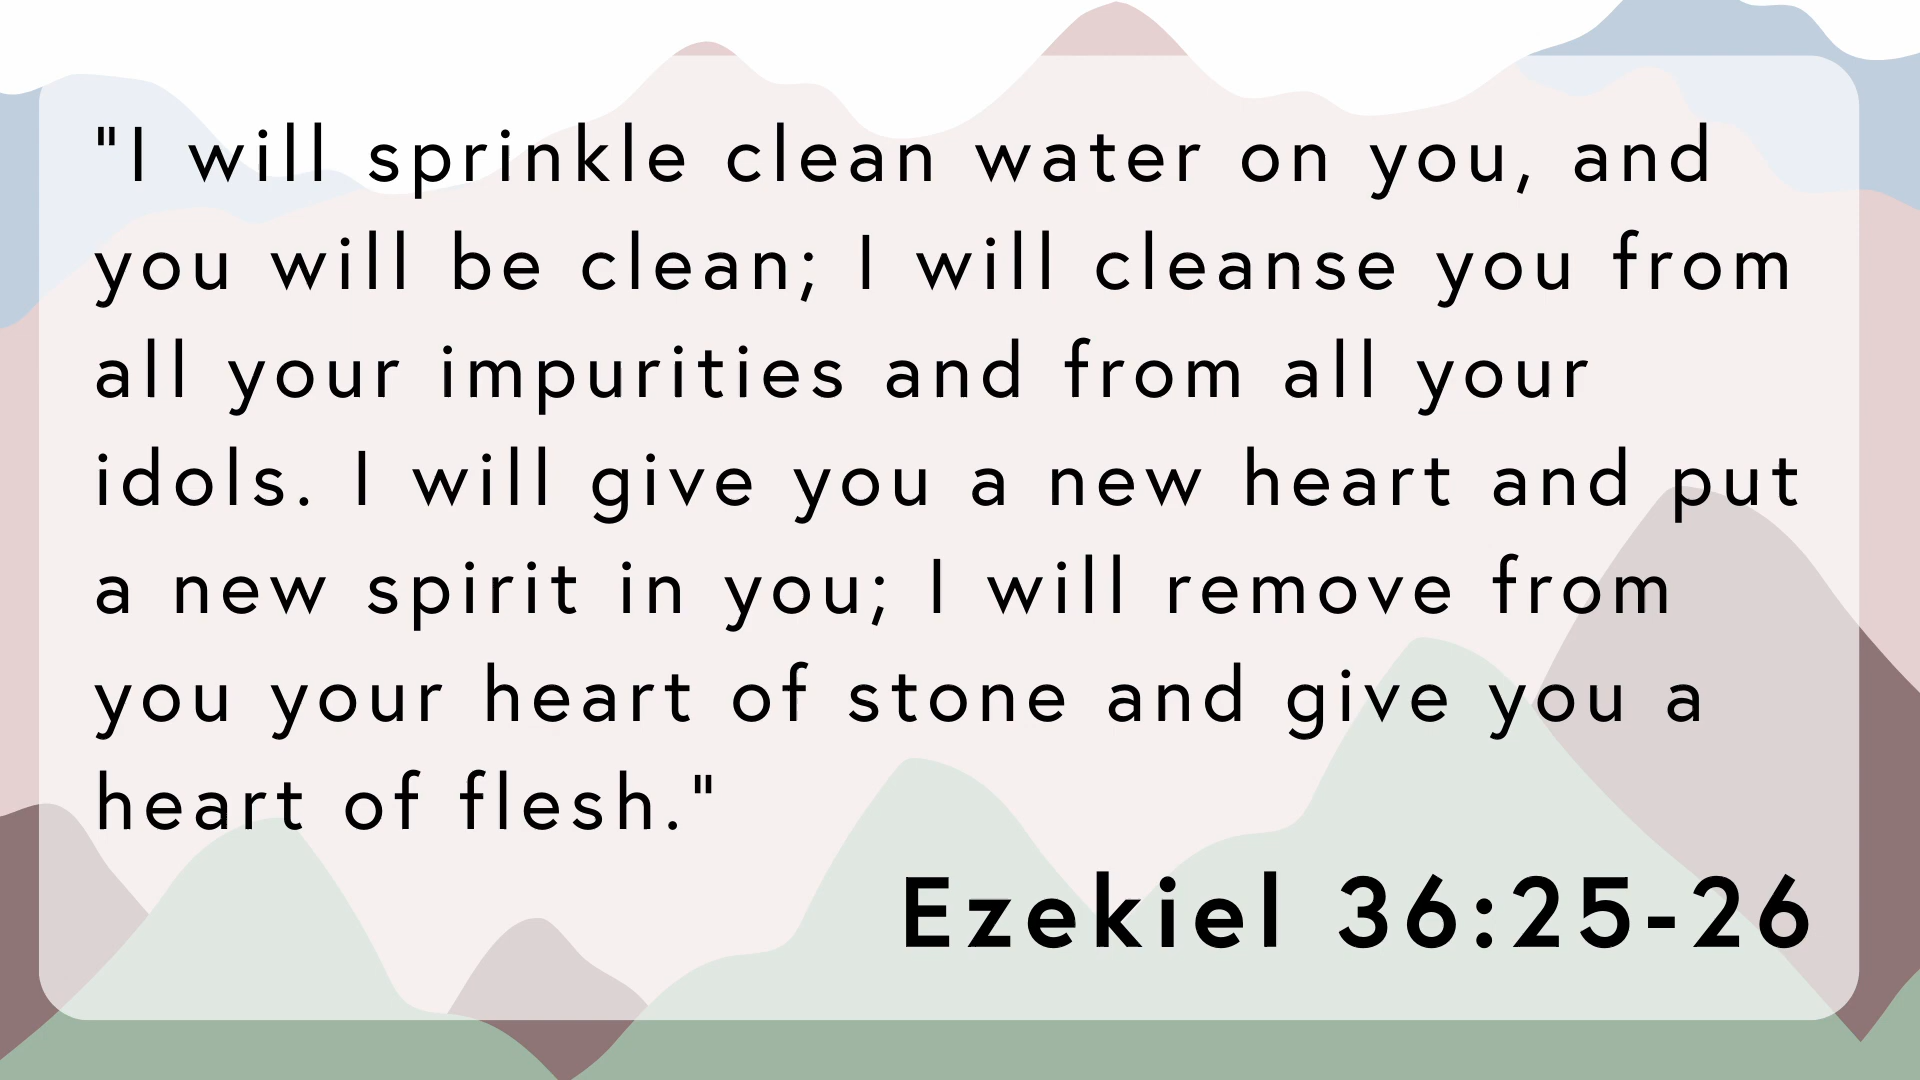 "I will sprinkle clean water on you, and
you will be clean; I will cleanse you from
all your impurities and from all your
idols. I will give you a new heart and put
a new spirit in you; I will remove from
you your heart of stone and give you a
heart of flesh."
Ezekiel 36:25-26